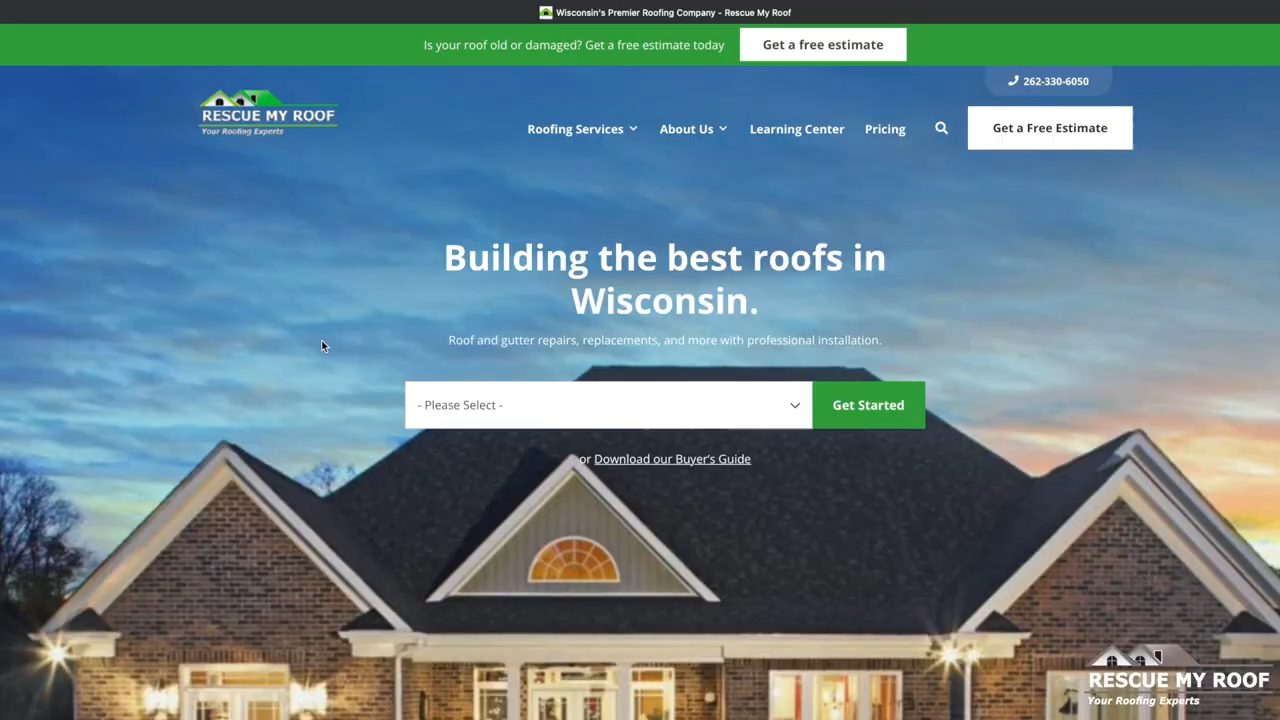 Wisconsin's Premier Roofing Company - Rescue My Roof
Is your roof old or damaged? Get a free estimate today
Get a free estimate
262-330-6050
RESCUE MY ROOF
Your Roofing Experts
Roofing Services
About Us
Learning Center
Pricing
Get a Free Estimate
Building the best roofs in
Wisconsin.
Roof and gutter repairs, replacements, and more with professional installation.
- Please Select -
Get Started
or Download our Buyer's Guide
RESCUE MY ROOF
Your Roofing Experts